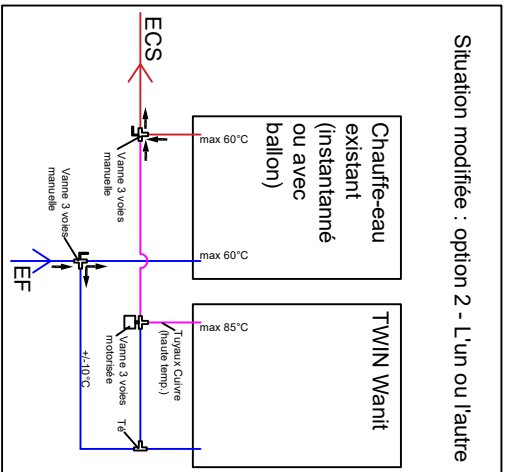 Situation modifiée : option 2 - L'un ou l'autre
Chauffe-eau
existant
(instantanné
ou avec
ballon)
TWIN Wanit
max 60°C
max 60°C
max 85°C
Tuyaux Cuivre
(haute temp.)
ECS
Vanne 3 voies
manuelle
Vanne 3 voies
manuelle
EF
Vanne 3 voies
motorisée
Té
+/-10°C